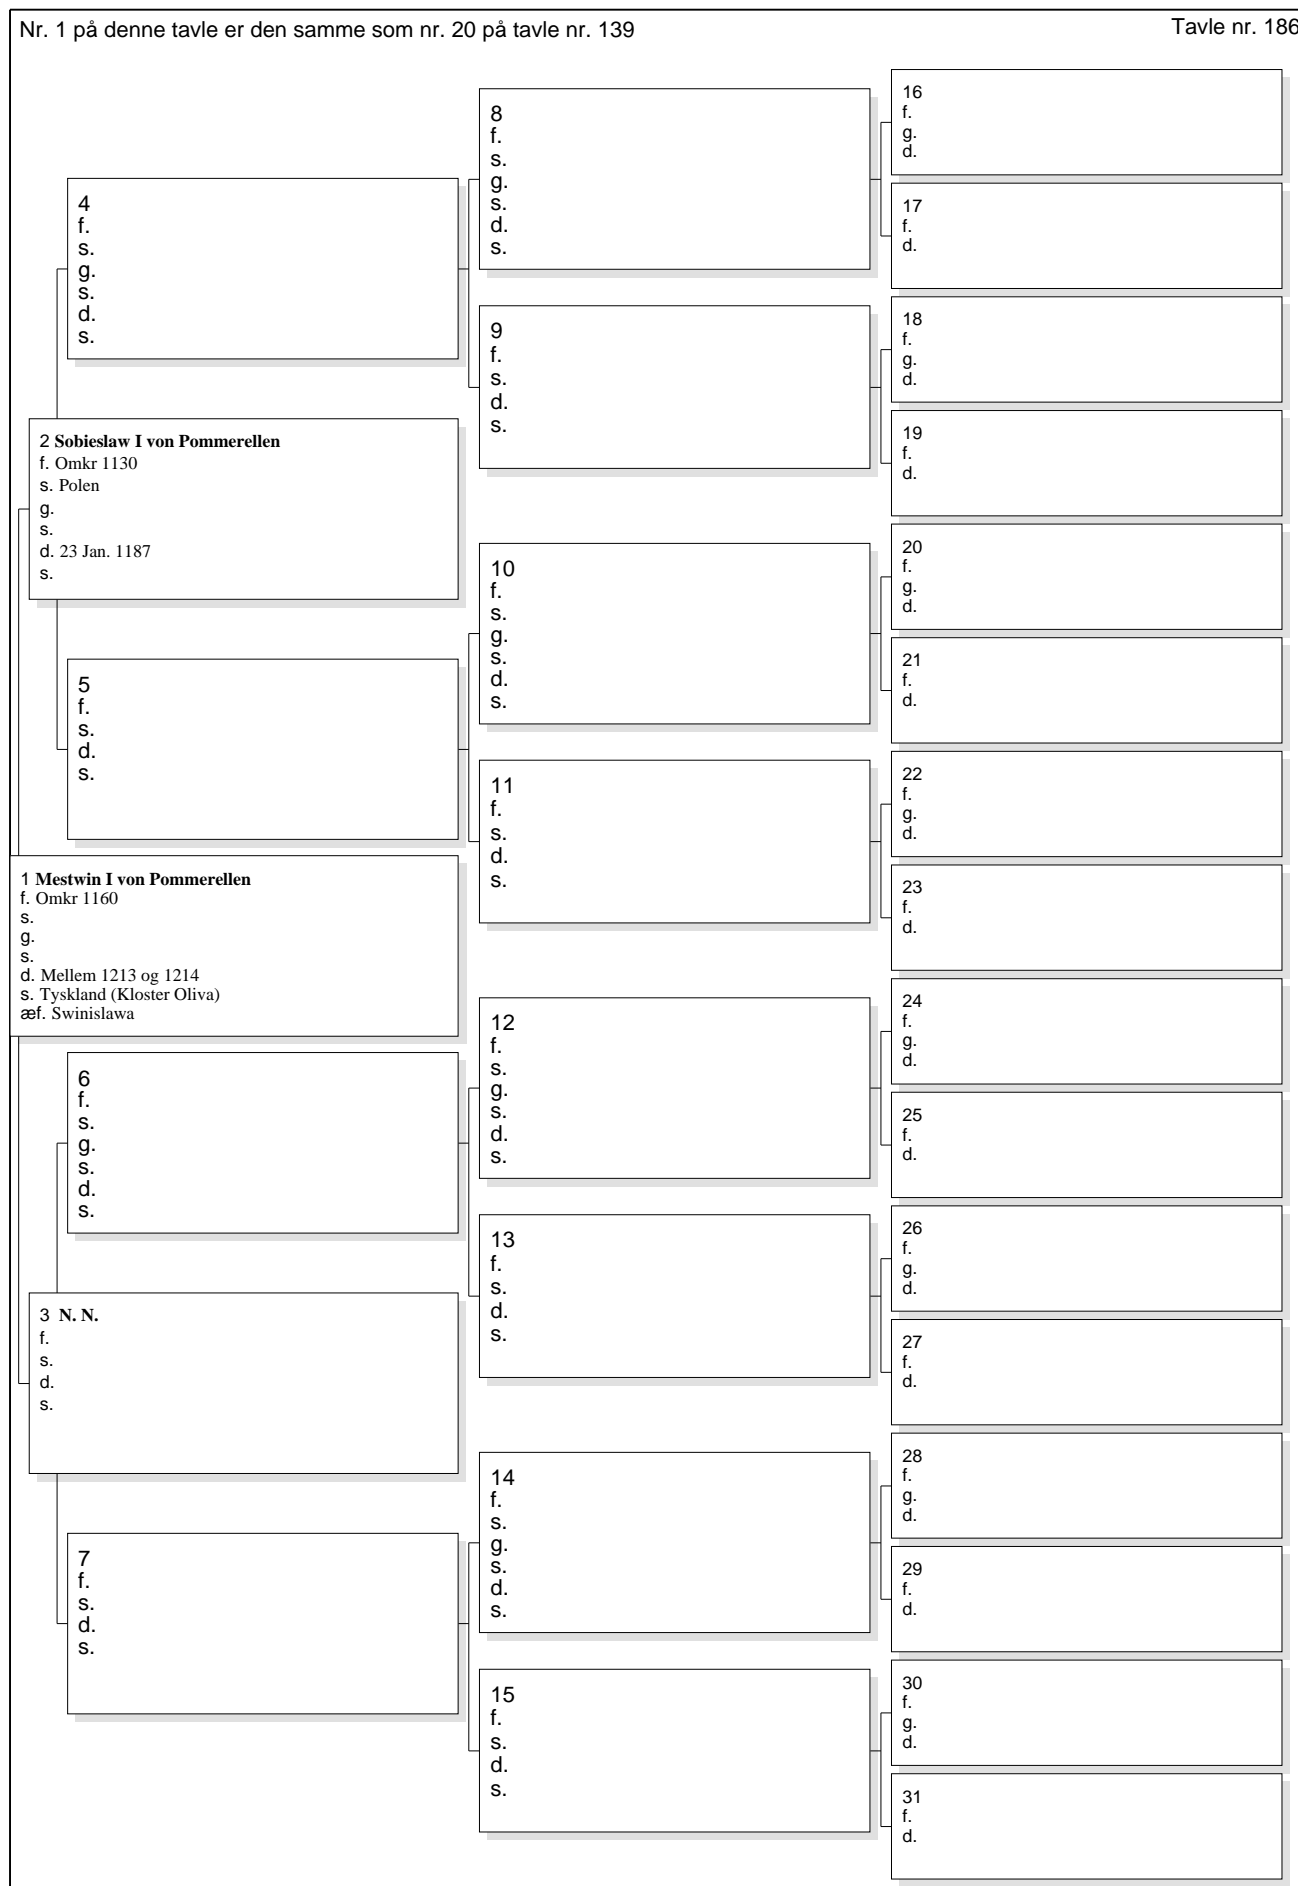 Nr. 1 på denne tavle er den samme som nr. 20 på tavle nr. 139
Tavle nr. 186
4
f.
s.
g.
s.
d.
s.
2 Sobieslaw I von Pommerellen
f. Omkr 1130
s. Polen
g.
s.
d. 23 Jan. 1187
s.
5
f.
s.
d.
s.
1 Mestwin I von Pommerellen
f. Omkr 1160
s.
g.
s.
d. Mellem 1213 og 1214
s. Tyskland (Kloster Oliva)
æf. Swinislawa
6
f.
s.
g.
s.
d.
s.
3 N. N.
f.
s.
d.
s.
7
f.
s.
d.
s.
8
f.
s.
g.
s.
d.
s.
9
f.
s.
d.
s.
10
f.
s.
g.
s.
d.
s.
11
f.
s.
d.
s.
12
f.
s.
g.
s.
d.
s.
13
f.
s.
d.
s.
14
f.
s.
g.
s.
d.
s.
15
f.
s.
d.
s.
16
f.
g.
d.
17
f.
d.
18
f.
g.
d.
19
f.
d.
20
f.
g.
d.
21
f.
d.
22
f.
g.
d.
23
f.
d.
24
f.
g.
d.
25
f.
d.
26
f.
g.
d.
27
f.
d.
28
f.
g.
d.
29
f.
d.
30
f.
g.
d.
31
f.
d.